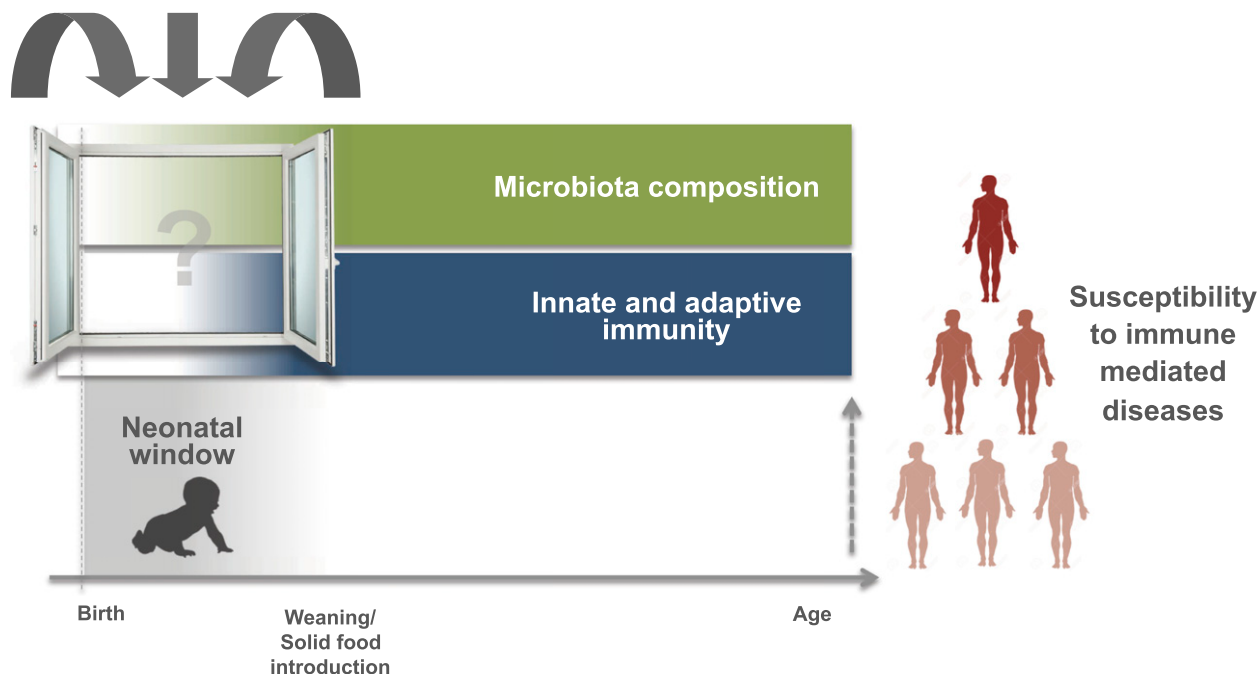 Microbiota composition
?
Innate and adaptive
immunity
Susceptibility
to immune
mediated
diseases
Neonatal
window
Birth
Weaning/
Solid food
introduction
Age